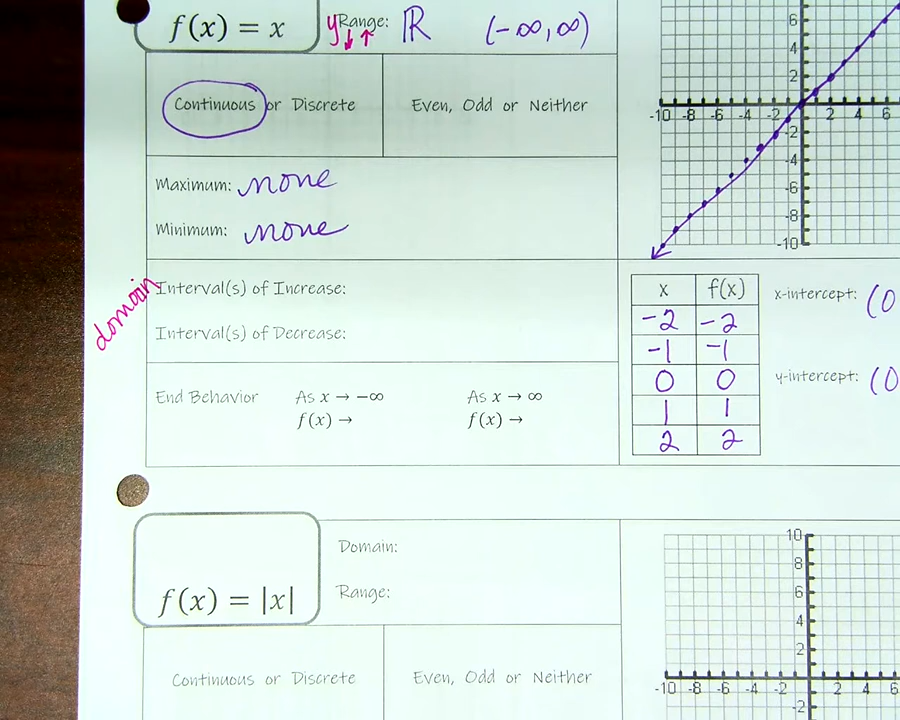 f(x) = x
y Range: ℝ (-∞,∞)
Continuous or Discrete
Even, Odd or Neither
Maximum: none
Minimum: none
domain
Interval(s) of Increase:
Interval(s) of Decrease:
End Behavior
As x → -∞
f(x) →
As x → ∞
f(x) →
6
4
2
-10 -8 -6 -4 -2 2 4 6
-2
-4
-6
-8
-10
x f(x)
-2 -2
-1 -1
0 0
1 1
2 2
x-intercept: (0
y-intercept: (0
f(x) = |x|
Domain:
Range:
Continuous or Discrete
Even, Odd or Neither
10
8
6
4
2
-10 -8 -6 -4 -2 2 4 6
-2